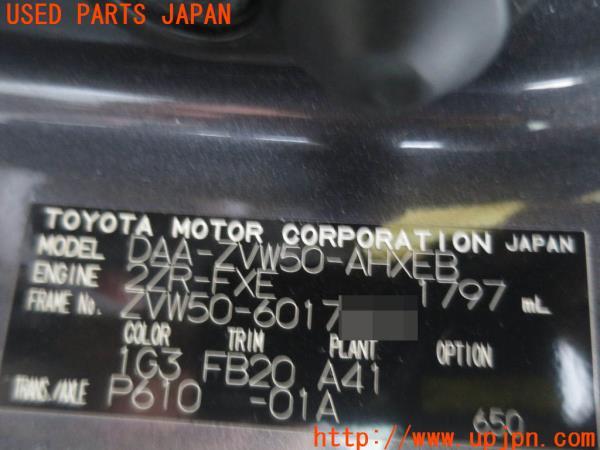 USED PARTS JAPAN
TOYOTA MOTOR CORPORATION JAPAN
MODEL DAA-ZVW50-AHXEB
ENGINE 2ZR-FXE 1797 mL
FRAME No. ZVW50-6017
COLOR TRIM PLANT OPTION
1G3 FB20 A41
TRANS./AXLE P610 -01A 650
http://www.upjpn.com